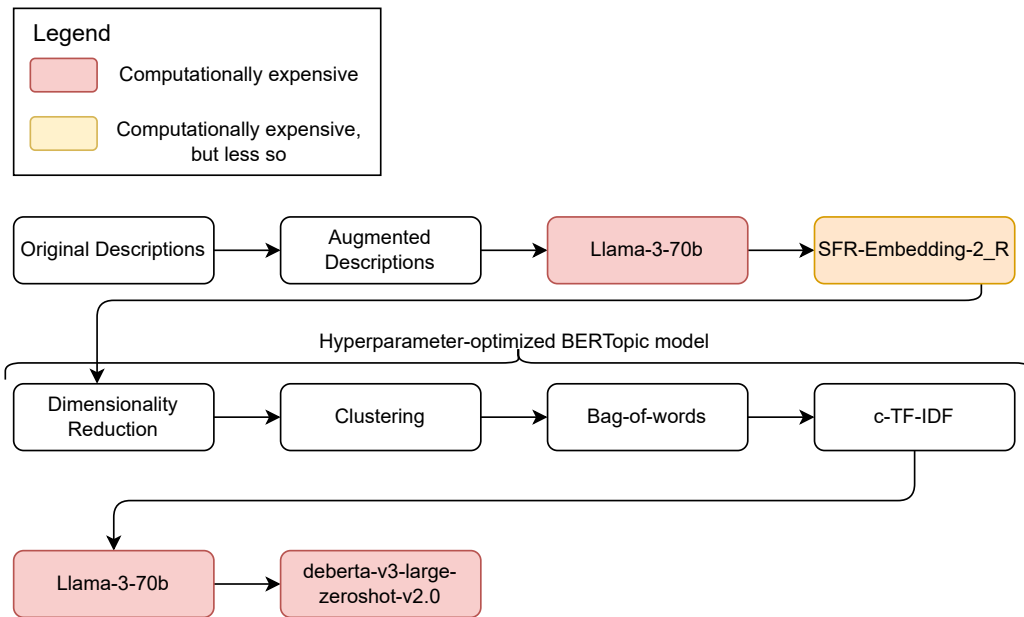 Legend
Computationally expensive
Computationally expensive,
but less so
Original Descriptions
Augmented
Descriptions
Llama-3-70b
SFR-Embedding-2_R
Hyperparameter-optimized BERTopic model
Dimensionality
Reduction
Clustering
Bag-of-words
c-TF-IDF
Llama-3-70b
deberta-v3-large-
zeroshot-v2.0